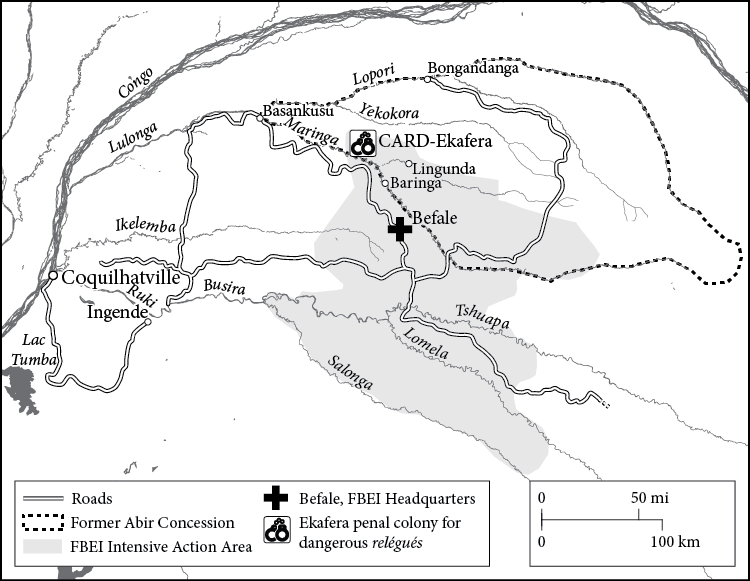 Congo
Lopori
Bongandanga
Basankusu
Yekokora
Lulonga
Maringa
CARD-Ekafera
Lingunda
Baringa
Ikelemba
Befale
Coquilhatville
Ruki
Busira
Ingende
Tshuapa
Lac
Tumba
Lomela
Salonga
Roads
Former Abir Concession
FBEI Intensive Action Area
Befale, FBEI Headquarters
Ekafera penal colony for
dangerous relégués
0 50 mi
0 100 km